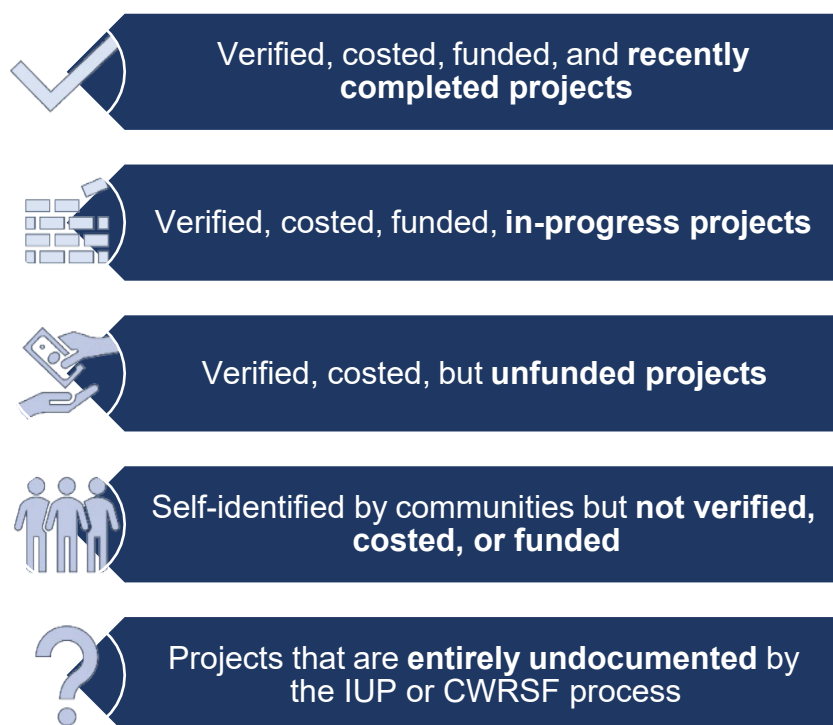 Verified, costed, funded, and recently
completed projects
Verified, costed, funded, in-progress projects
Verified, costed, but unfunded projects
Self-identified by communities but not verified,
costed, or funded
Projects that are entirely undocumented by
the IUP or CWRSF process